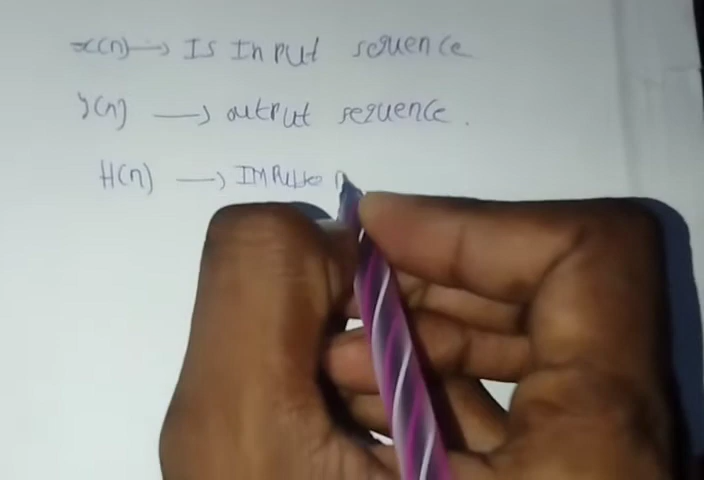 x(n) → Is Input sequence
y(n) → output sequence.
H(n) → IMPulse